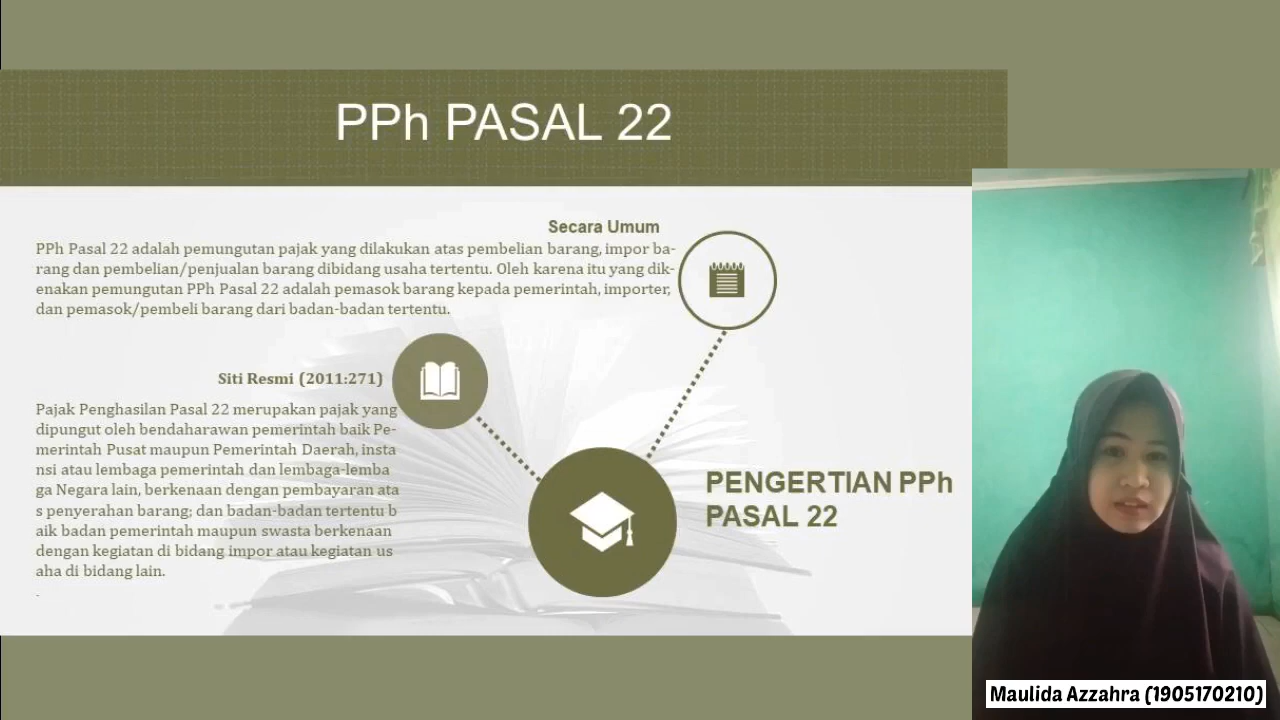 PPh PASAL 22
Secara Umum
PPh Pasal 22 adalah pemungutan pajak yang dilakukan atas pembelian barang, impor ba-
rang dan pembelian/penjualan barang dibidang usaha tertentu. Oleh karena itu yang dik-
enakan pemungutan PPh Pasal 22 adalah pemasok barang kepada pemerintah, importer,
dan pemasok/pembeli barang dari badan-badan tertentu.
Siti Resmi (2011:271)
Pajak Penghasilan Pasal 22 merupakan pajak yang
dipungut oleh bendaharawan pemerintah baik Pe-
merintah Pusat maupun Pemerintah Daerah, insta
nsi atau lembaga pemerintah dan lembaga-lemba
ga Negara lain, berkenaan dengan pembayaran ata
s penyerahan barang; dan badan-badan tertentu b
aik badan pemerintah maupun swasta berkenaan
dengan kegiatan di bidang impor atau kegiatan us
aha di bidang lain.
.
PENGERTIAN PPh
PASAL 22
Maulida Azzahra (1905170210)